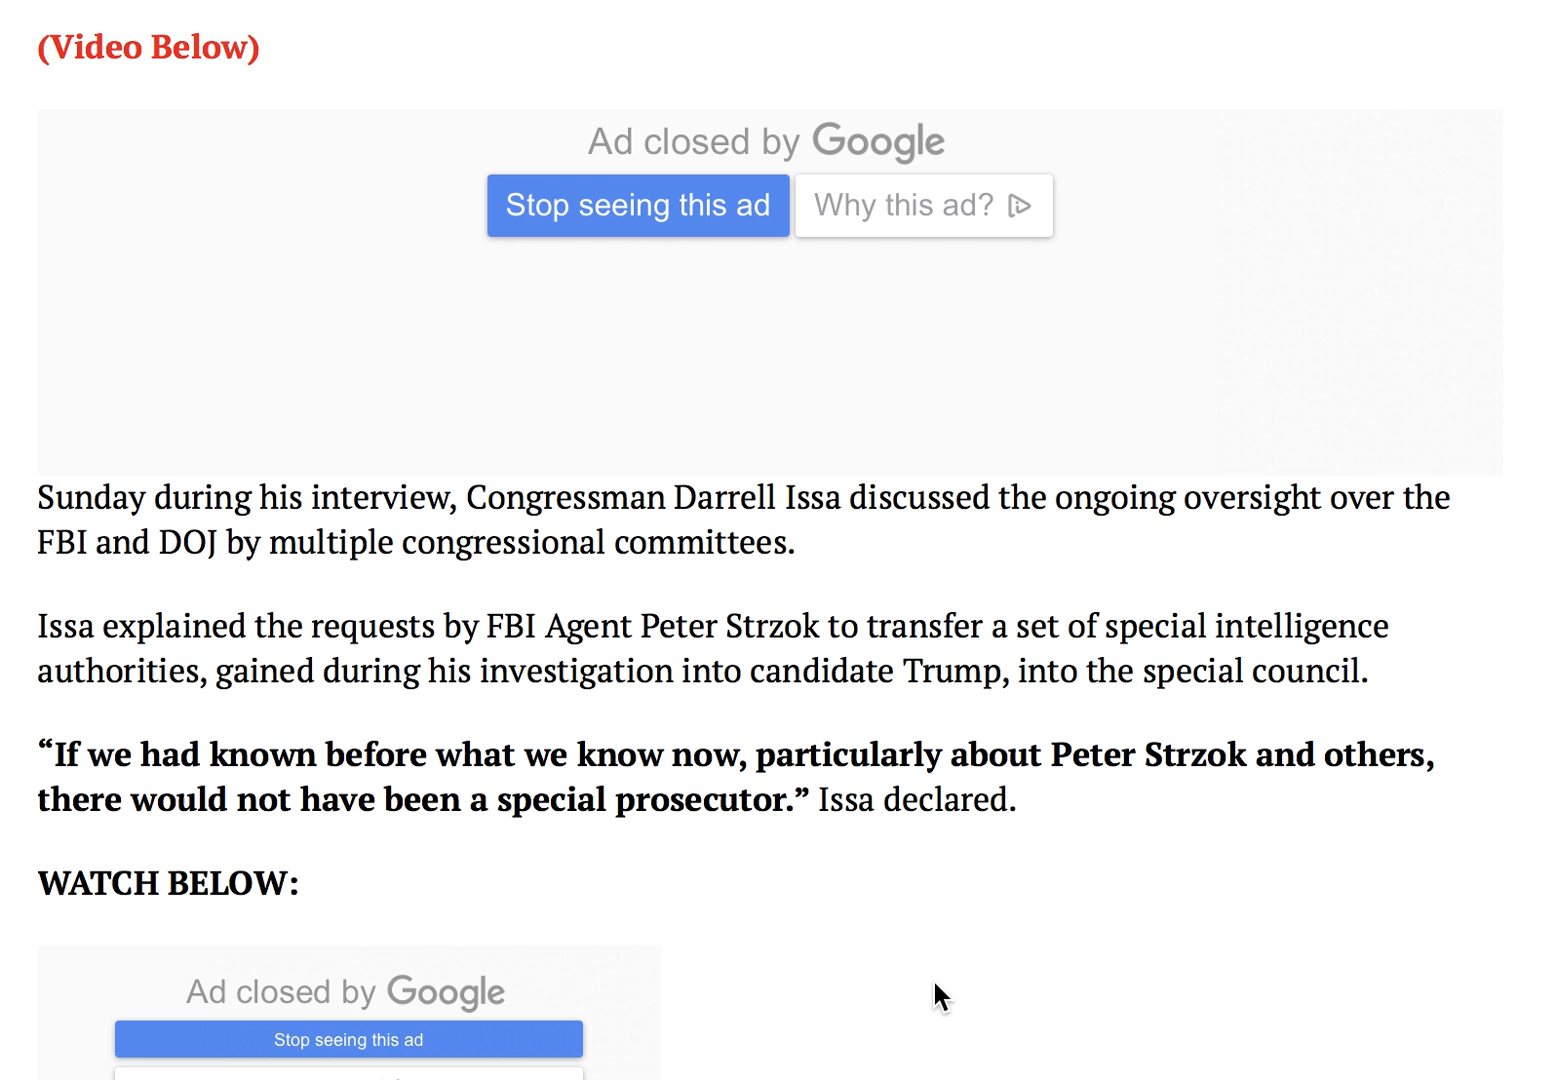 (Video Below)
Ad closed by Google
Stop seeing this ad
Why this ad?
Sunday during his interview, Congressman Darrell Issa discussed the ongoing oversight over the
FBI and DOJ by multiple congressional committees.
Issa explained the requests by FBI Agent Peter Strzok to transfer a set of special intelligence
authorities, gained during his investigation into candidate Trump, into the special council.
“If we had known before what we know now, particularly about Peter Strzok and others,
there would not have been a special prosecutor.” Issa declared.
WATCH BELOW:
Ad closed by Google
Stop seeing this ad